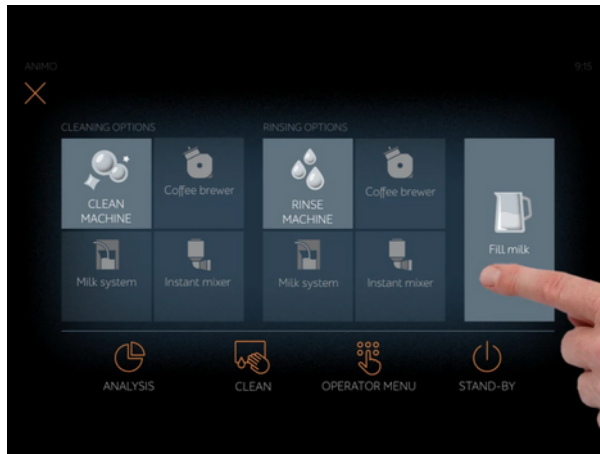 ANIMO
9:15
CLEANING OPTIONS
RINSING OPTIONS
CLEAN
MACHINE
Coffee brewer
RINSE
MACHINE
Coffee brewer
Fill milk
Milk system
Instant mixer
Milk system
Instant mixer
ANALYSIS
CLEAN
OPERATOR MENU
STAND-BY